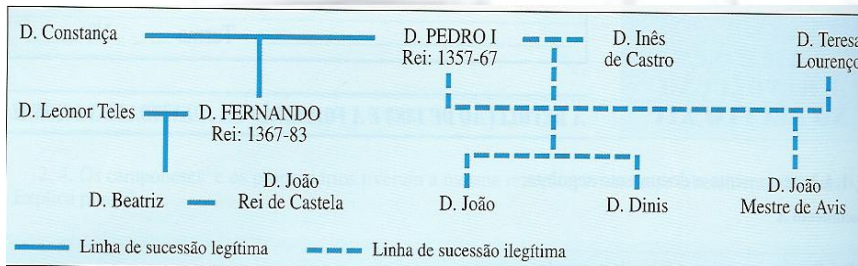 D. Constança
D. PEDRO I
Rei: 1357-67
D. Inês
de Castro
D. Teresa
Lourenço
D. Leonor Teles
D. FERNANDO
Rei: 1367-83
D. Beatriz
D. João
Rei de Castela
D. João
D. Dinis
D. João
Mestre de Avis
Linha de sucessão legítima
Linha de sucessão ilegítima